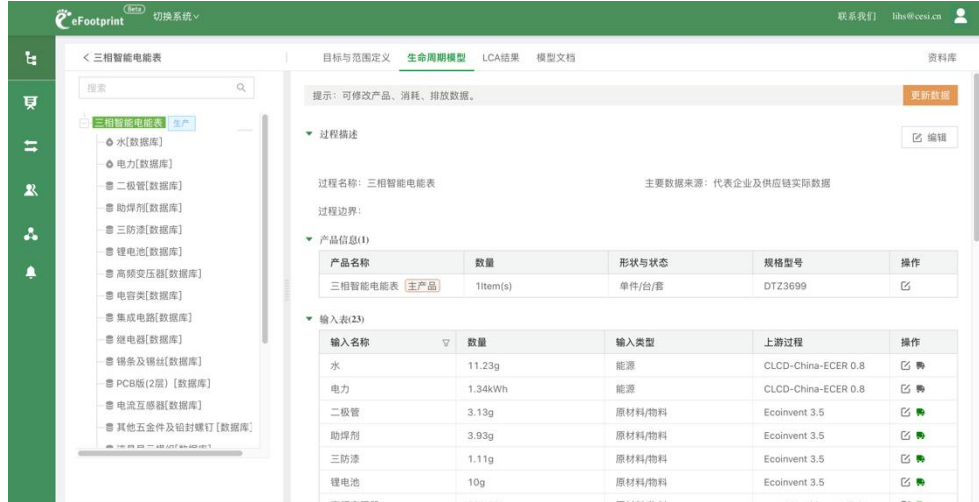 eFootprint Beta 切换系统 联系我们 lihs@cesi.cn
< 三相智能电能表 目标与范围定义 生命周期模型 LCA结果 模型文档 资料库
搜索
提示：可修改产品、消耗、排放数据。 更新数据
三相智能电能表 生产
水[数据库]
电力[数据库]
二极管[数据库]
助焊剂[数据库]
三防漆[数据库]
锂电池[数据库]
高频变压器[数据库]
电容类[数据库]
集成电路[数据库]
继电器[数据库]
锡条及锡丝[数据库]
PCB版(2层) [数据库]
电流互感器[数据库]
其他五金件及铅封螺钉 [数据库]
过程描述 编辑
过程名称：三相智能电能表 主要数据来源：代表企业及供应链实际数据
过程边界：
产品信息(1)
产品名称 数量 形状与状态 规格型号 操作
三相智能电能表 主产品 1Item(s) 单件/台/套 DTZ3699
输入表(23)
输入名称 数量 输入类型 上游过程 操作
水 11.23g 能源 CLCD-China-ECER 0.8
电力 1.34kWh 能源 CLCD-China-ECER 0.8
二极管 3.13g 原材料/物料 Ecoinvent 3.5
助焊剂 3.93g 原材料/物料 Ecoinvent 3.5
三防漆 1.11g 原材料/物料 Ecoinvent 3.5
锂电池 10g 原材料/物料 Ecoinvent 3.5